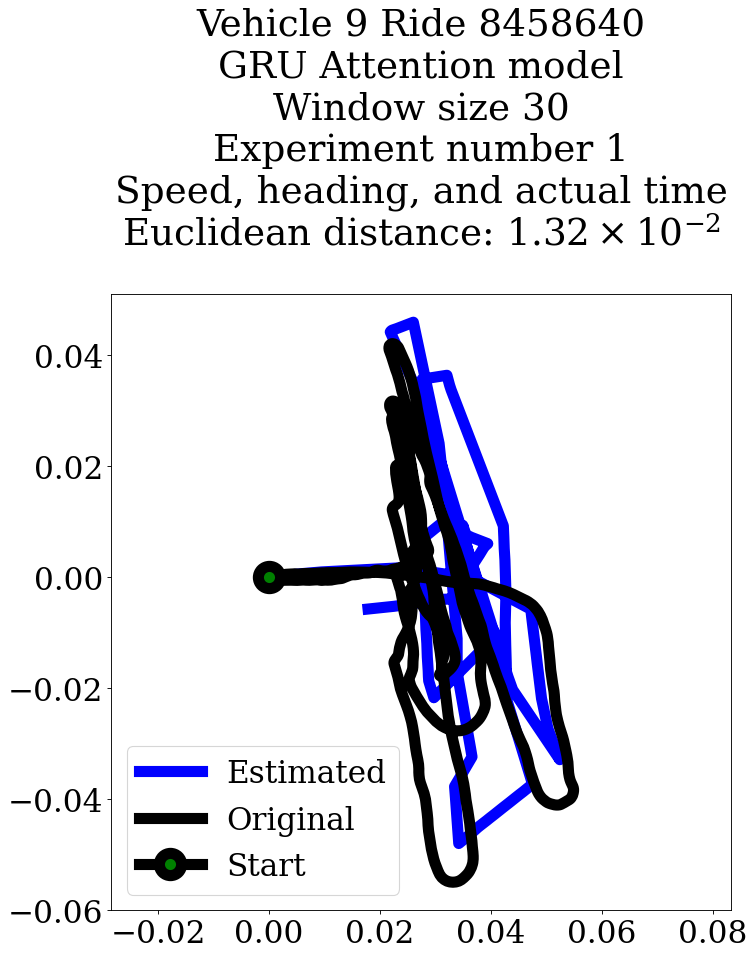 Vehicle 9 Ride 8458640
GRU Attention model
Window size 30
Experiment number 1
Speed, heading, and actual time
Euclidean distance: 1.32 × 10⁻²
0.04
0.02
0.00
−0.02
−0.04
−0.06
Estimated
Original
Start
−0.02 0.00 0.02 0.04 0.06 0.08